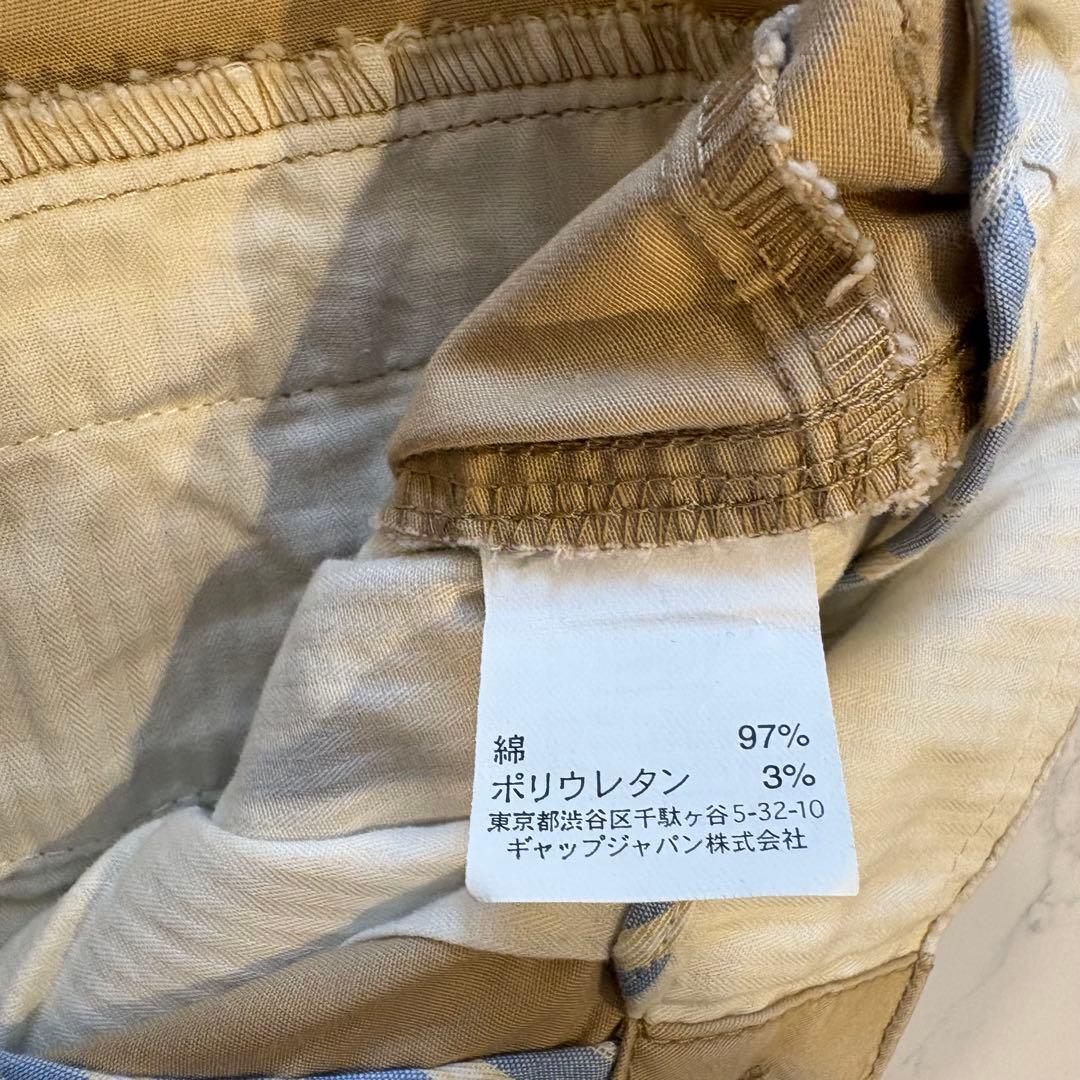 綿 97%
ポリウレタン 3%
東京都渋谷区千駄ヶ谷5-32-10
ギャップジャパン株式会社